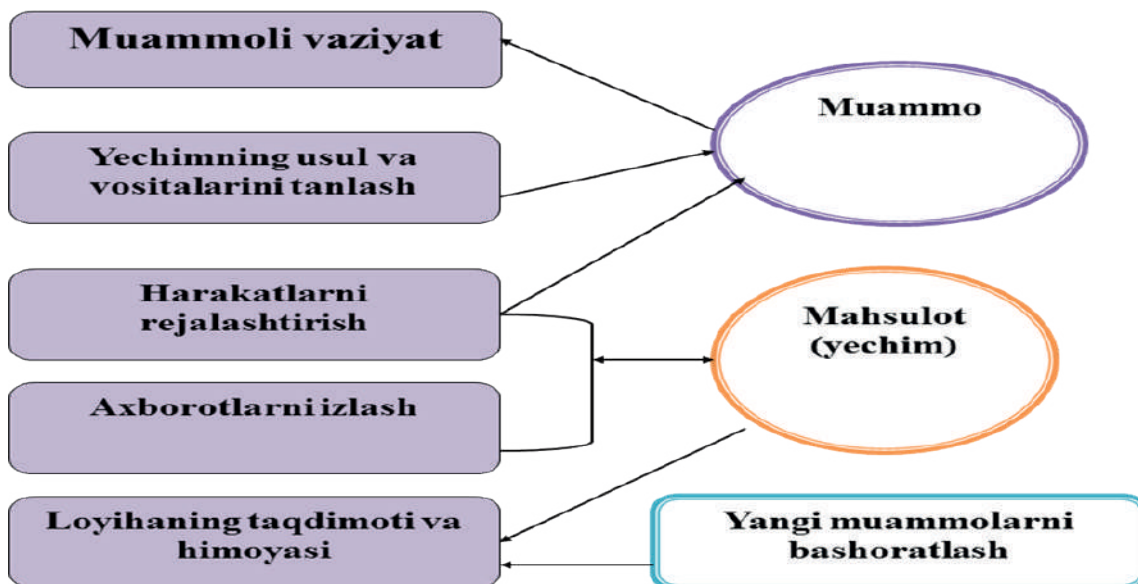 Muammoli vaziyat
Muammo
Yechimning usul va
vositalarini tanlash
Harakatlarni
rejalashtirish
Mahsulot
(yechim)
Axborotlarni izlash
Loyihaning taqdimoti va
himoyasi
Yangi muammolarni
bashoratlash